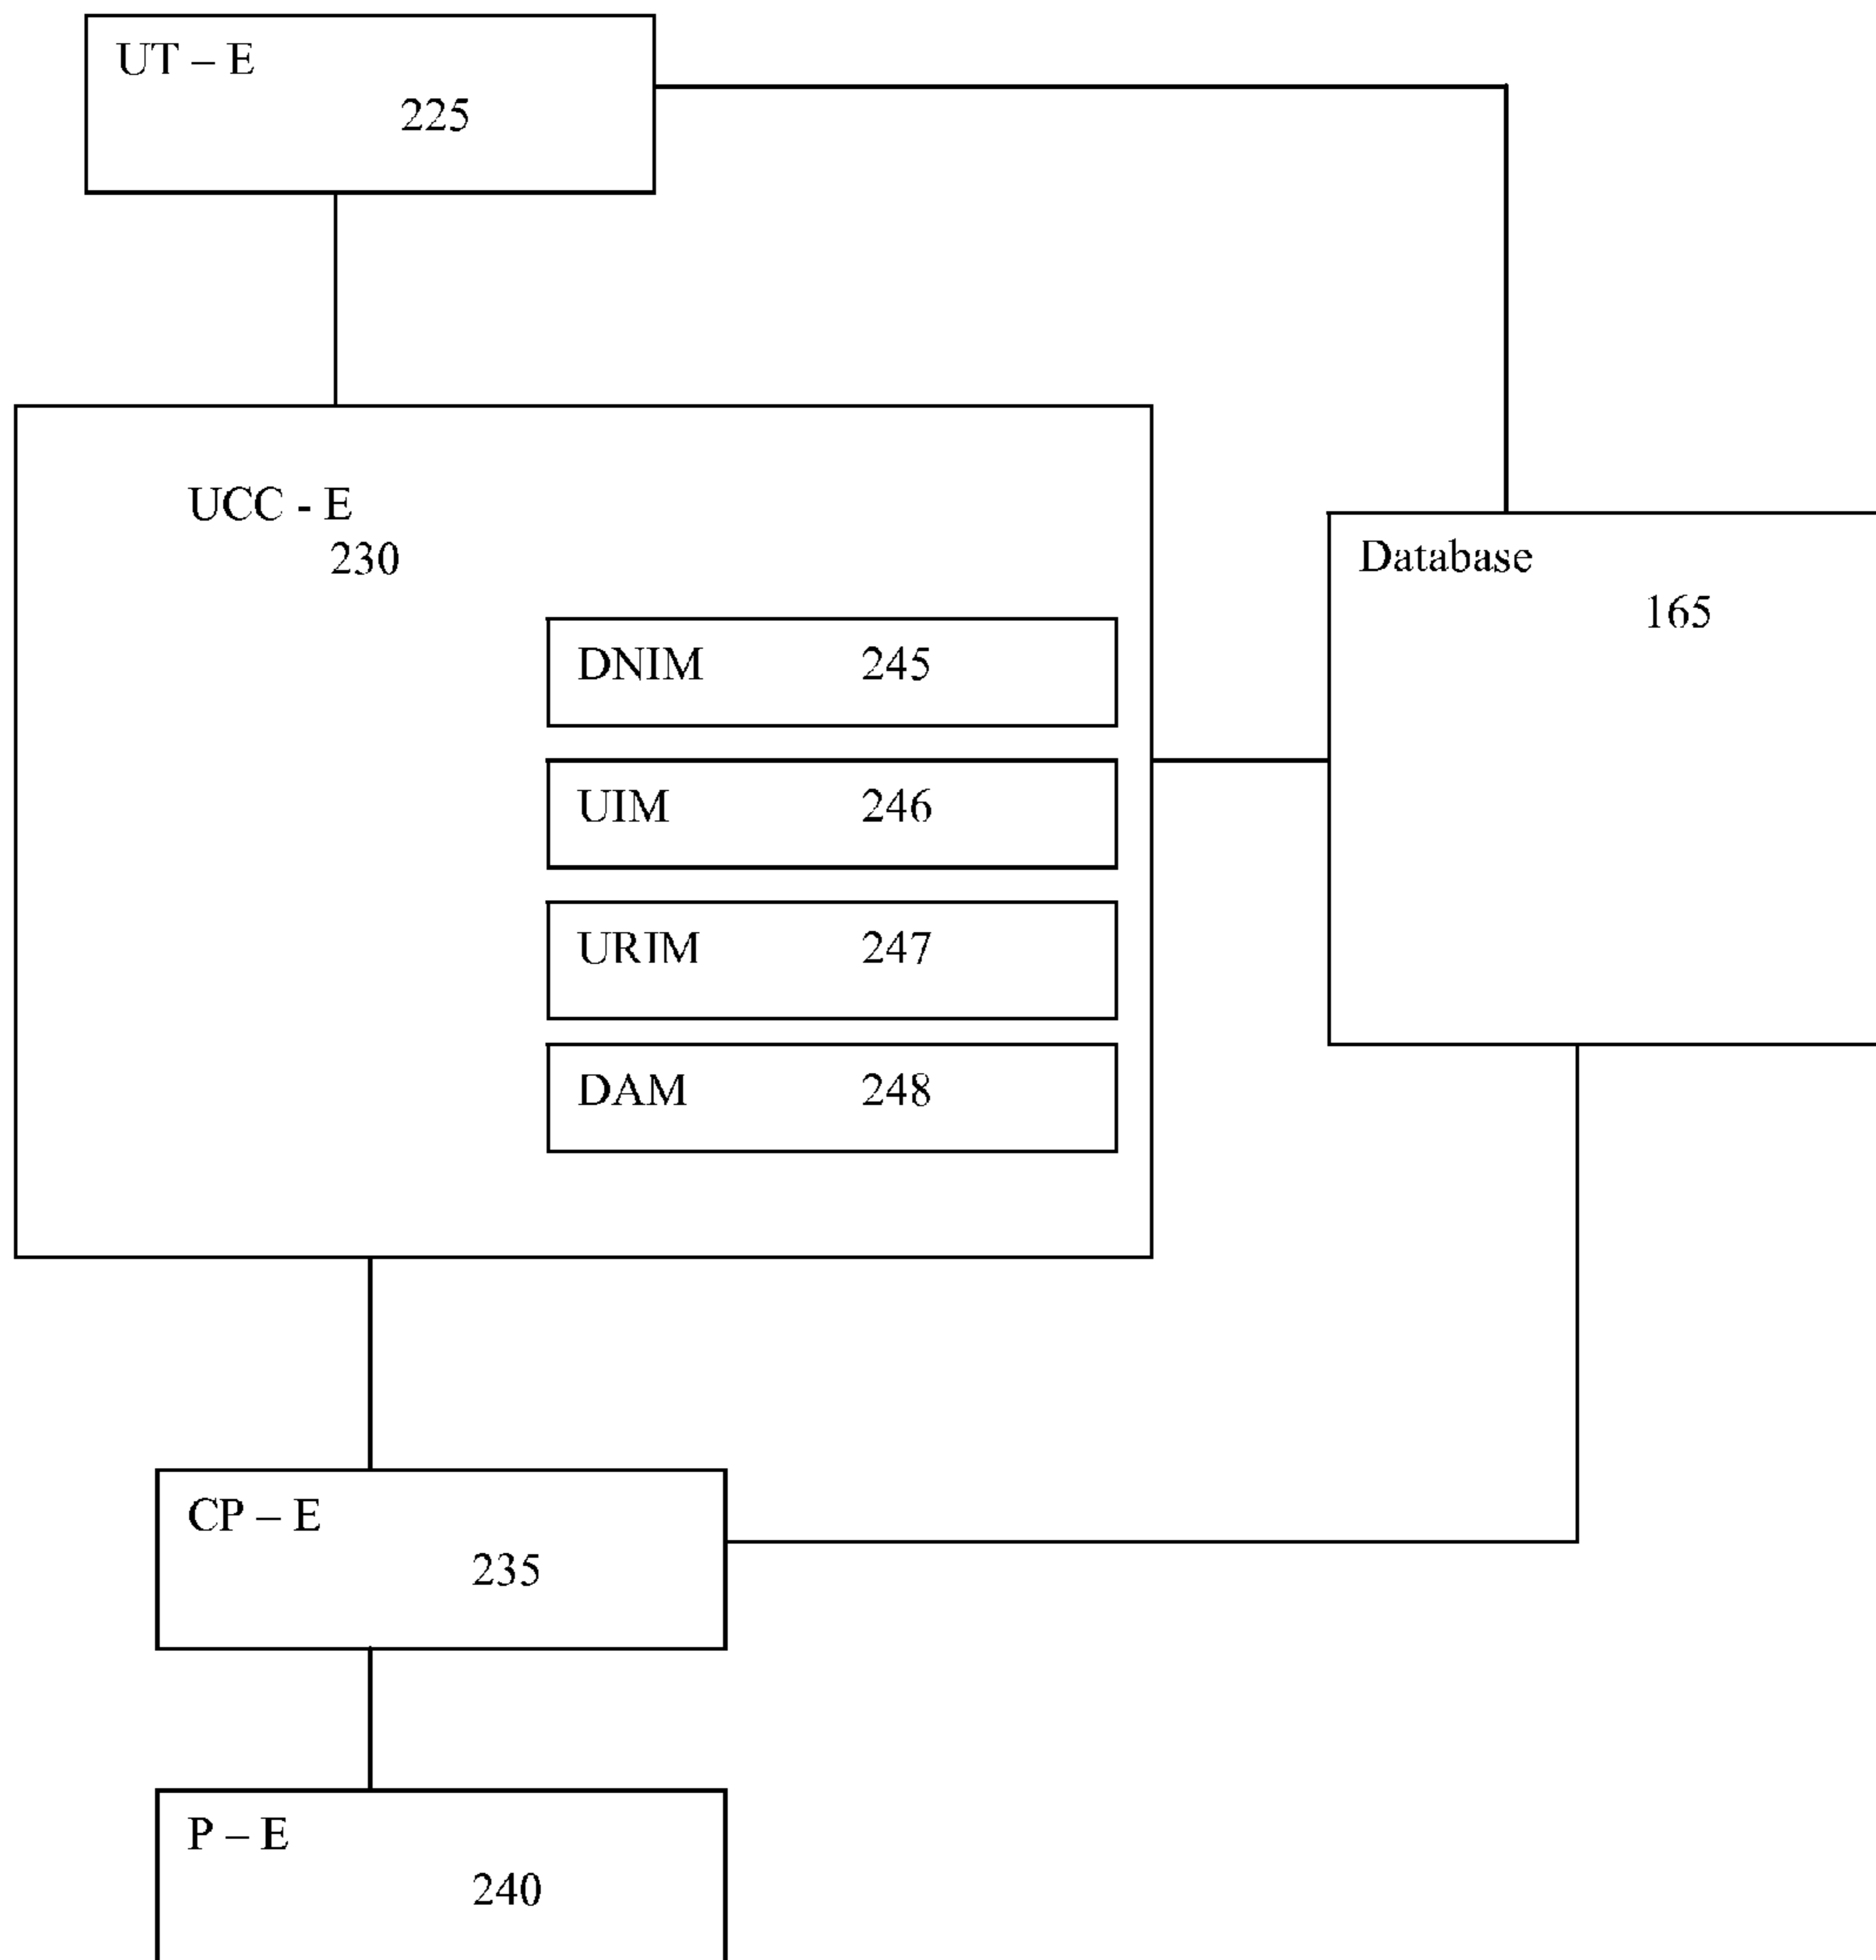 UT – E
225
UCC - E
230
Database
165
DNIM 245
UIM 246
URIM 247
DAM 248
CP – E
235
P – E
240